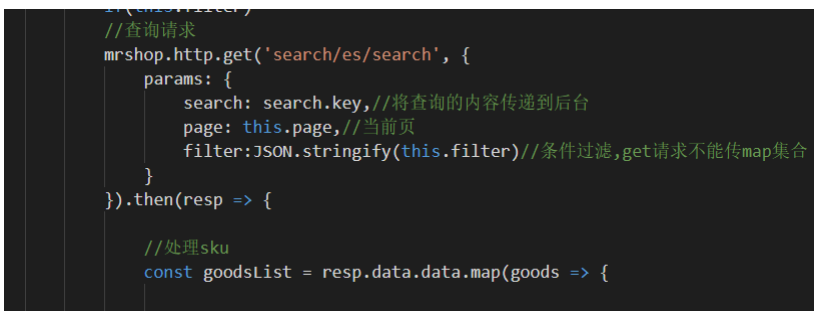 if(this.filter)
//查询请求
mrshop.http.get('search/es/search', {
params: {
search: search.key,//将查询的内容传递到后台
page: this.page,//当前页
filter:JSON.stringify(this.filter)//条件过滤,get请求不能传map集合
}
}).then(resp => {
//处理sku
const goodsList = resp.data.data.map(goods => {